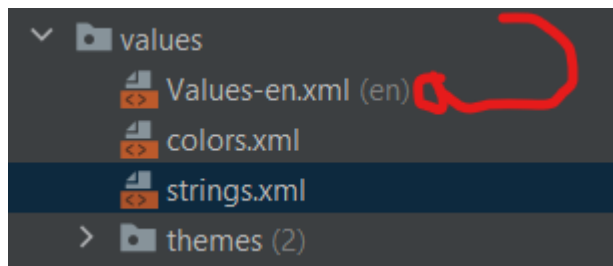 values
Values-en.xml (en)
colors.xml
strings.xml
themes (2)